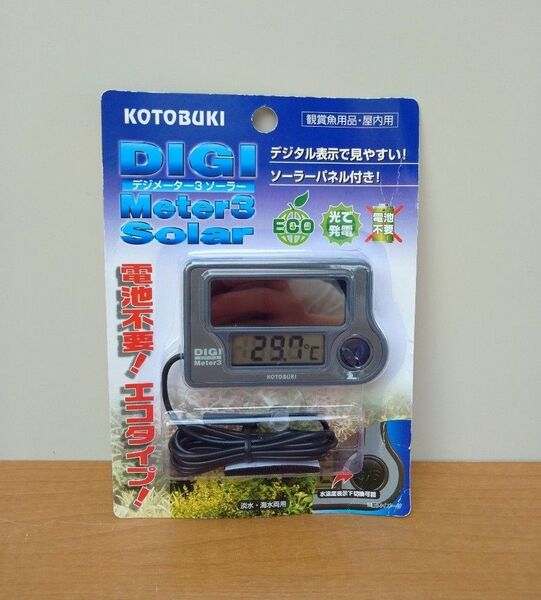 KOTOBUKI
観賞魚用品・屋内用
DIGI
デジメーター3 ソーラー
Meter3
Solar
デジタル表示で見やすい!
ソーラーパネル付き!
ECO
光で
発電
電池
不要
電池不要!エコタイプ!
DIGI
Meter3
29.0℃
KOTOBUKI
淡水・海水両用